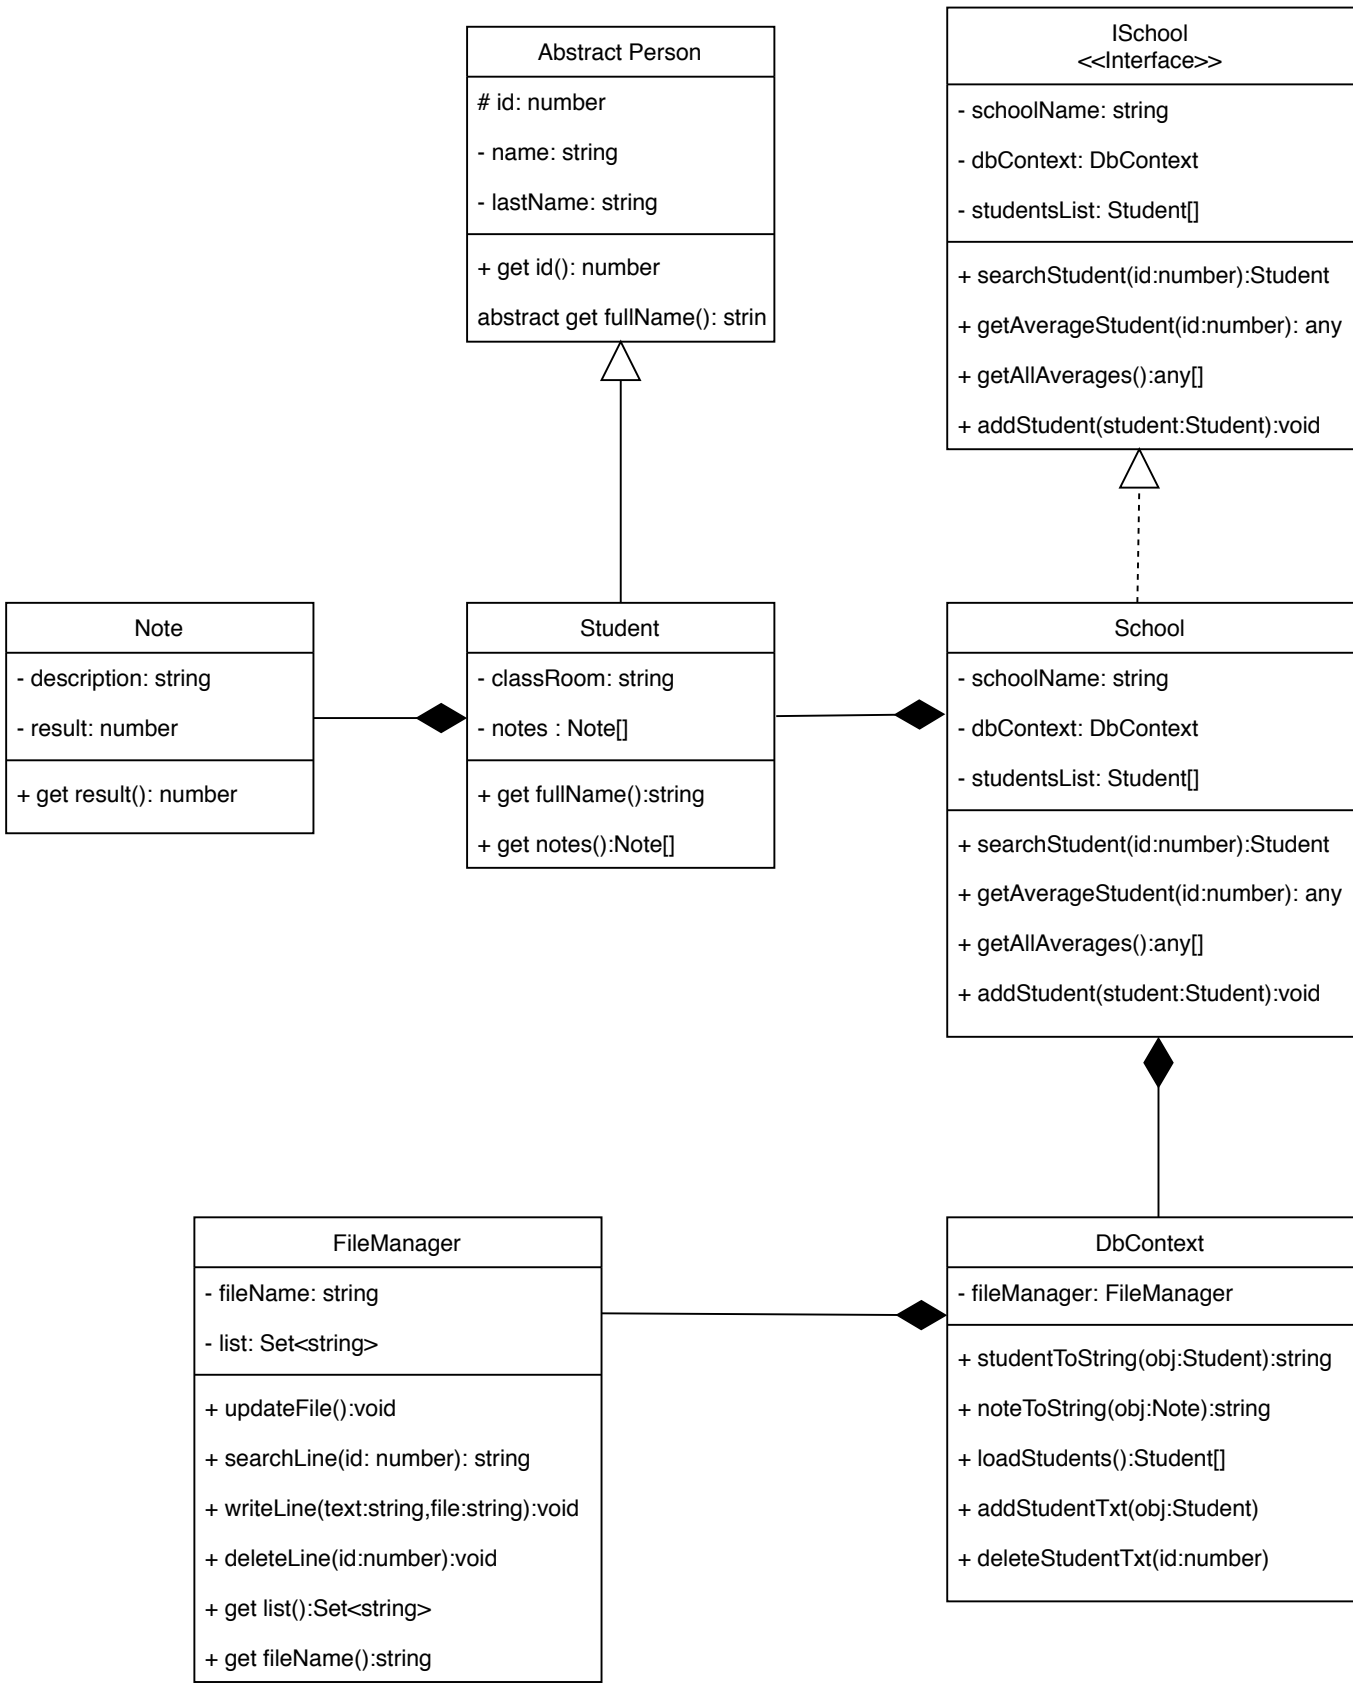 Abstract Person
# id: number
- name: string
- lastName: string
+ get id(): number
abstract get fullName(): strin
ISchool
<<Interface>>
- schoolName: string
- dbContext: DbContext
- studentsList: Student[]
+ searchStudent(id:number):Student
+ getAverageStudent(id:number): any
+ getAllAverages():any[]
+ addStudent(student:Student):void
Note
- description: string
- result: number
+ get result(): number
Student
- classRoom: string
- notes : Note[]
+ get fullName():string
+ get notes():Note[]
School
- schoolName: string
- dbContext: DbContext
- studentsList: Student[]
+ searchStudent(id:number):Student
+ getAverageStudent(id:number): any
+ getAllAverages():any[]
+ addStudent(student:Student):void
FileManager
- fileName: string
- list: Set<string>
+ updateFile():void
+ searchLine(id: number): string
+ writeLine(text:string,file:string):void
+ deleteLine(id:number):void
+ get list():Set<string>
+ get fileName():string
DbContext
- fileManager: FileManager
+ studentToString(obj:Student):string
+ noteToString(obj:Note):string
+ loadStudents():Student[]
+ addStudentTxt(obj:Student)
+ deleteStudentTxt(id:number)